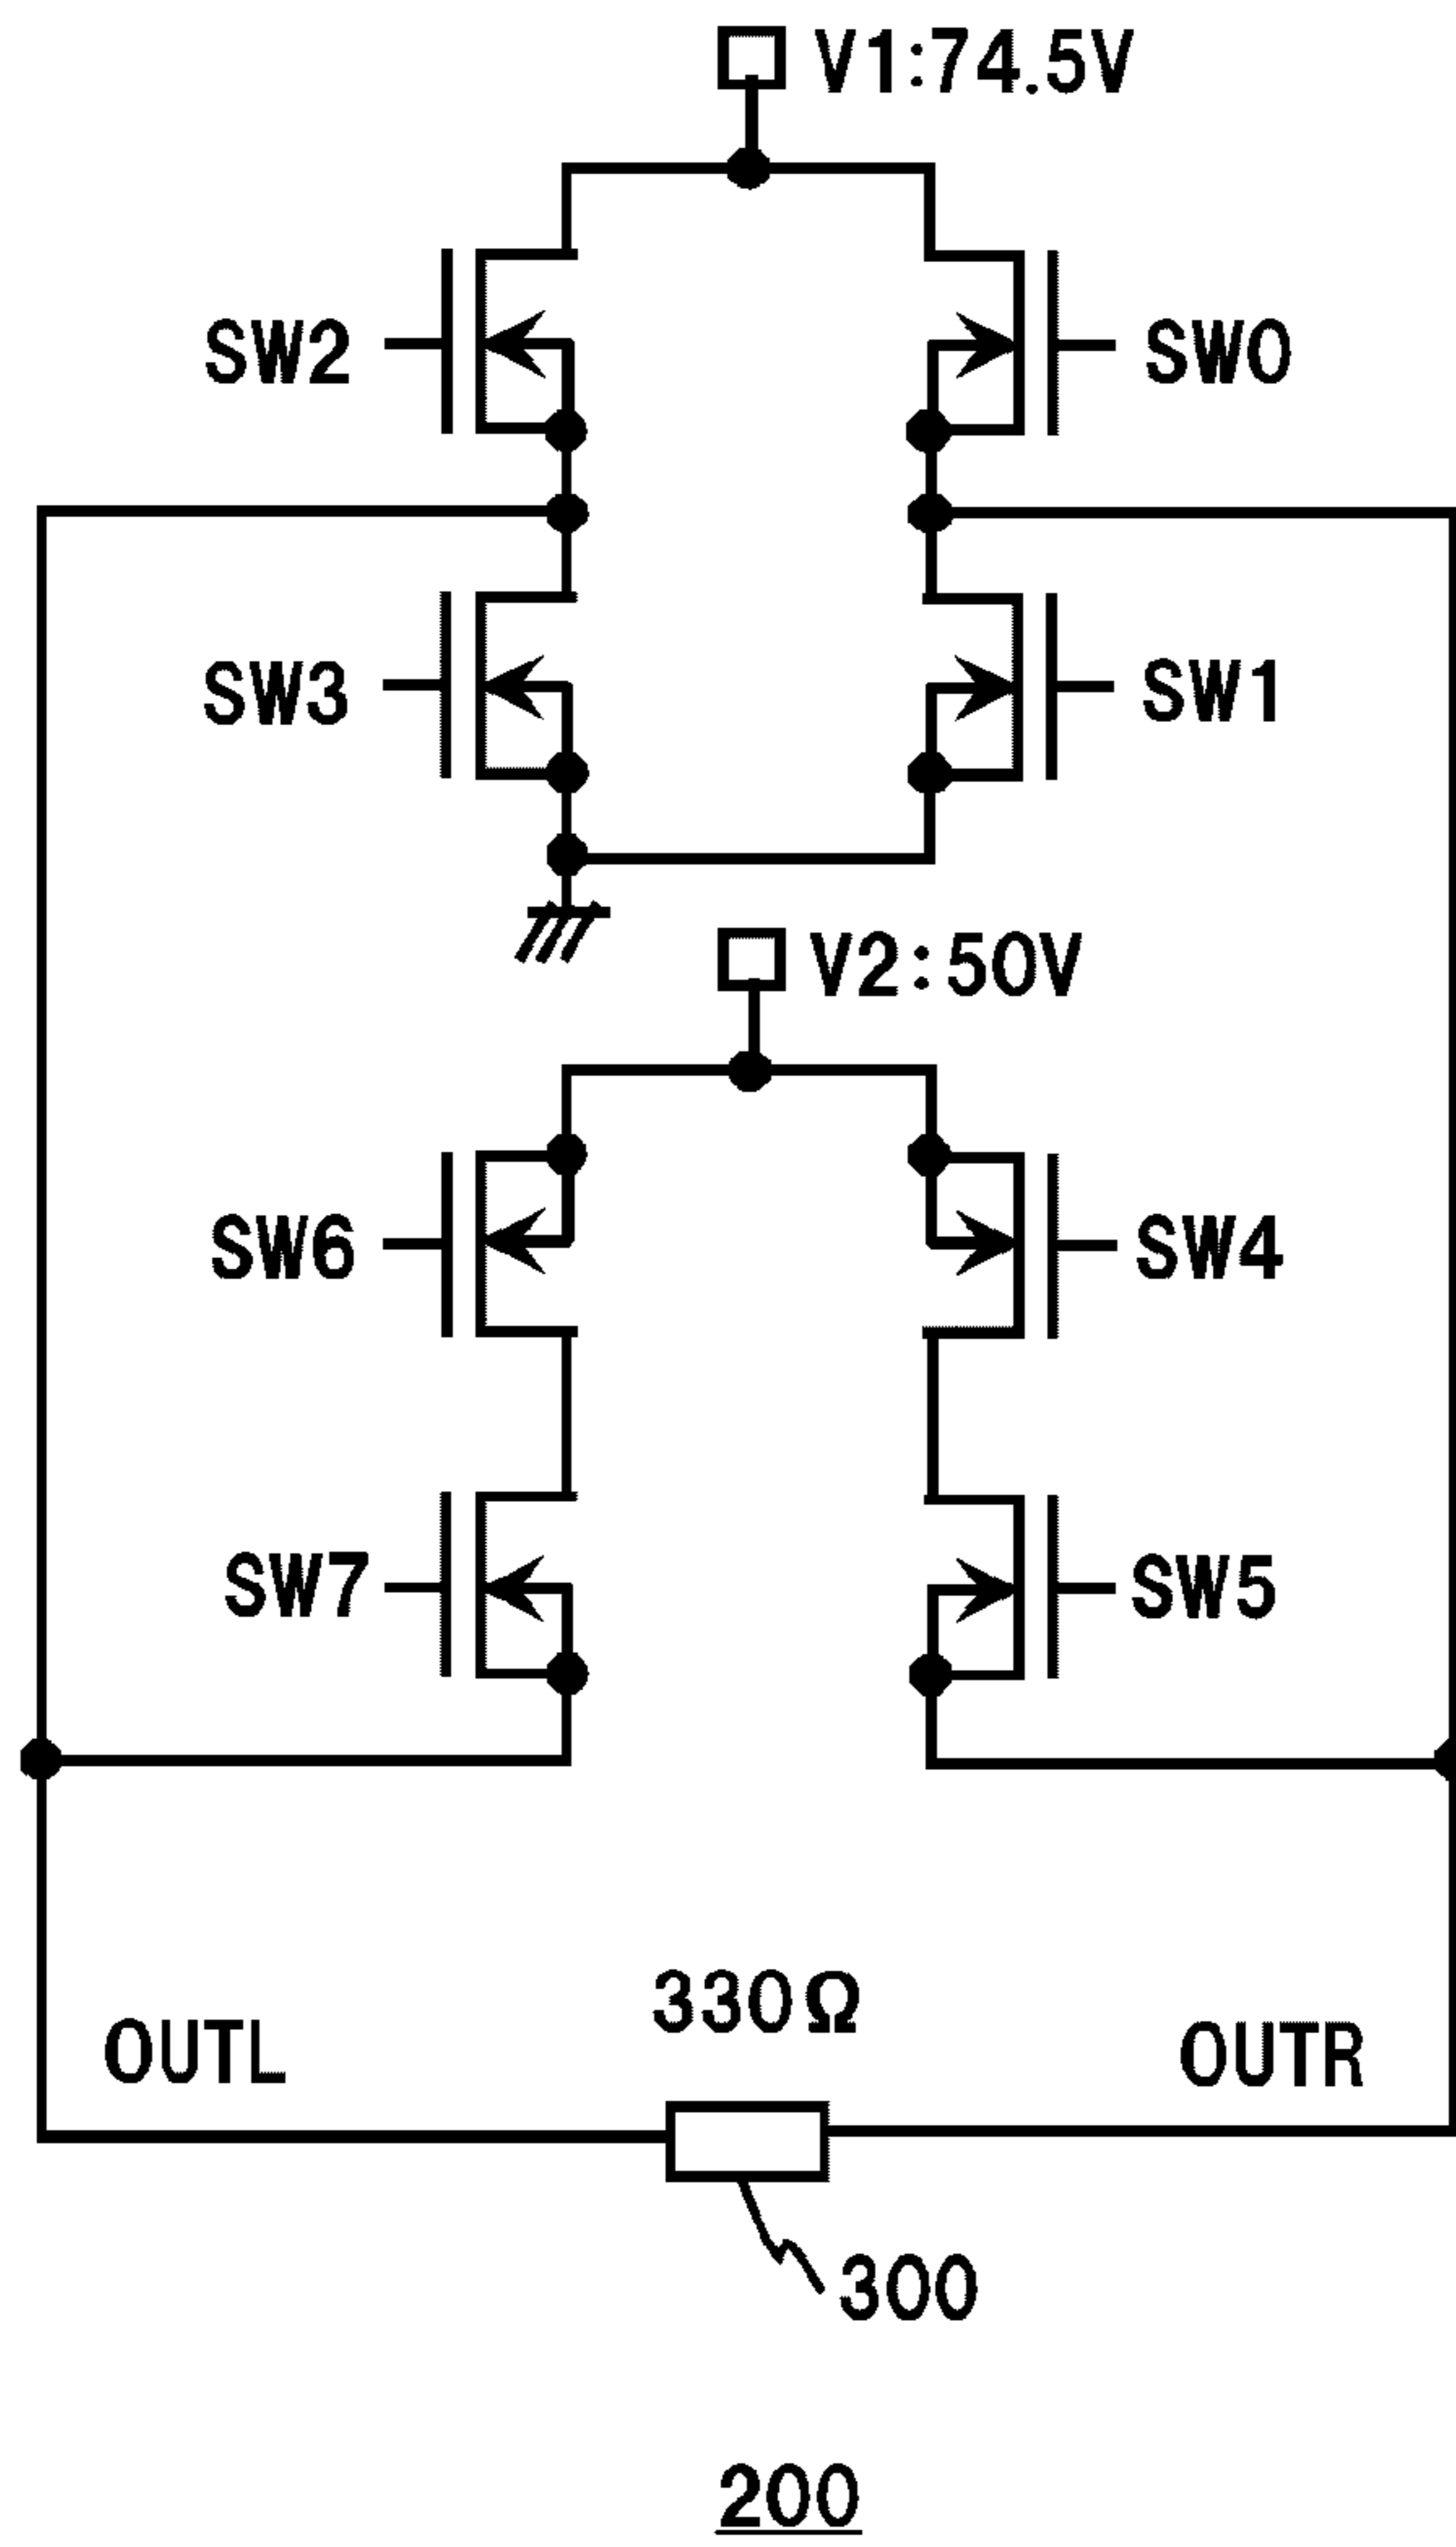 V1:74.5V
SW2
SW0
SW3
SW1
V2:50V
SW6
SW4
SW7
SW5
330Ω
OUTL
OUTR
300
200